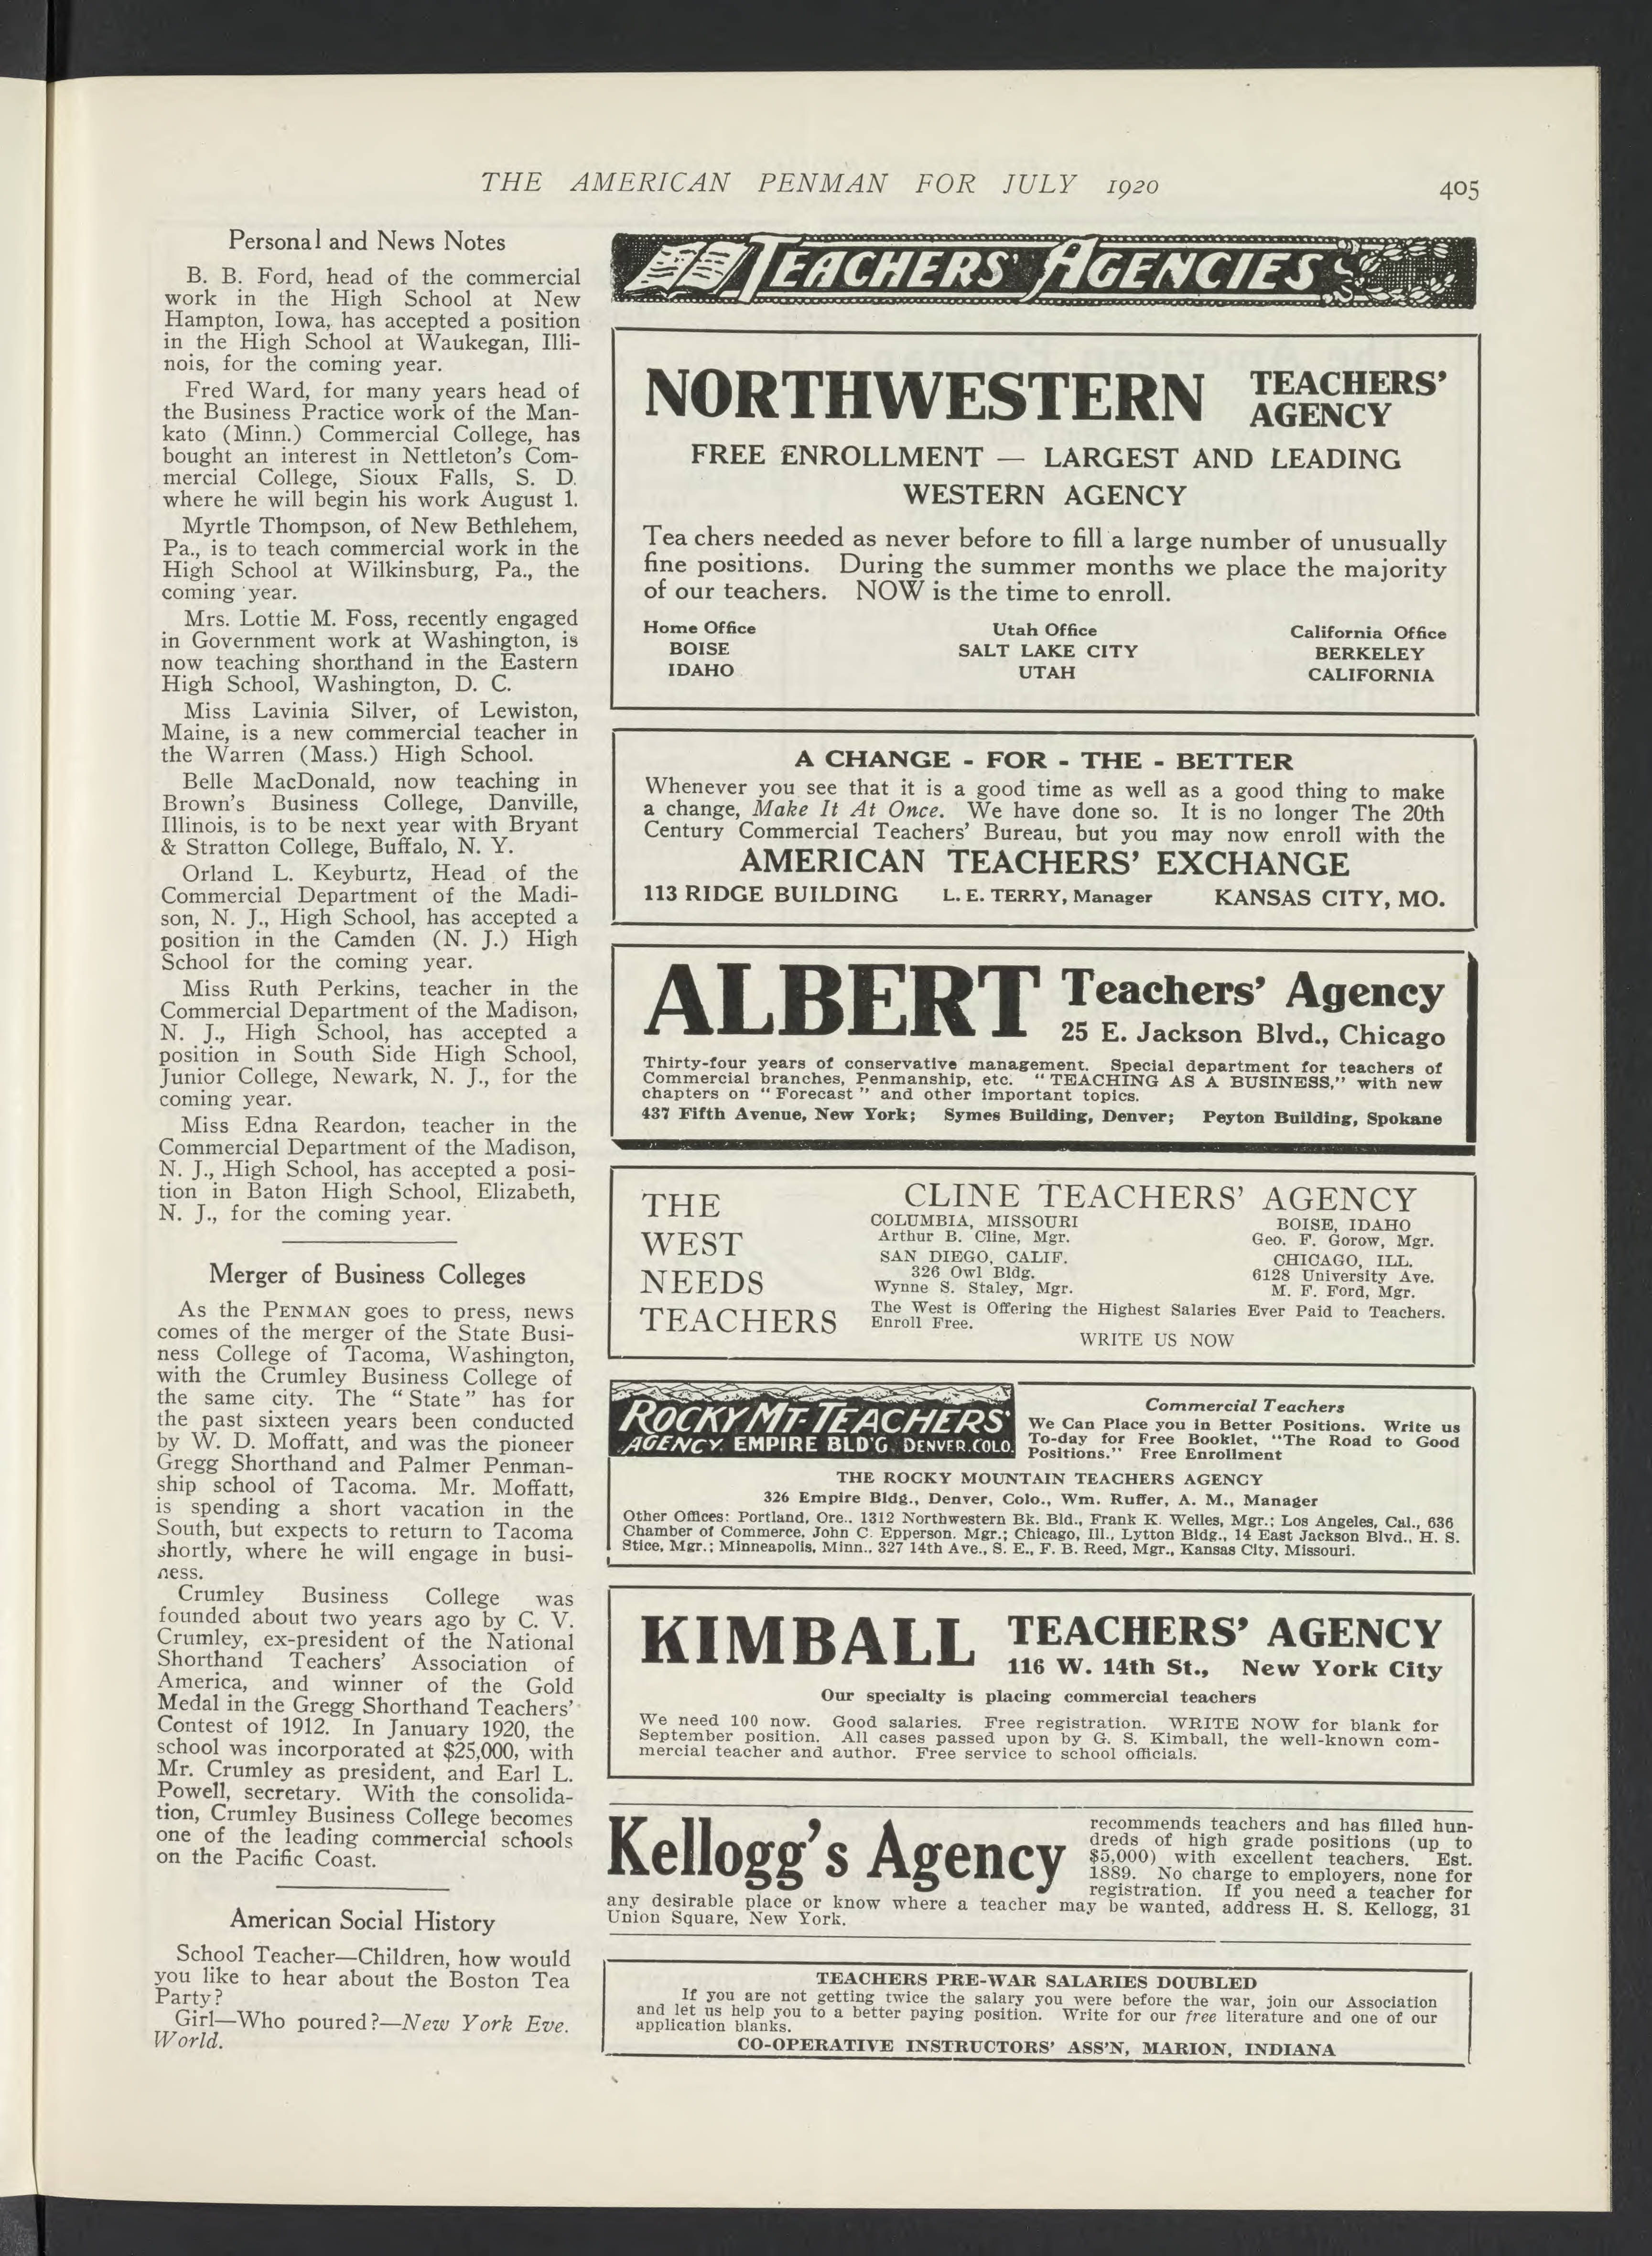 THE AMERICAN PENMAN FOR JULY 1920
405
Personal and News Notes
B. B. Ford, head of the commercial
work in the High School at New
Hampton, Iowa, has accepted a position
in the High School at Waukegan, Illi-
nois, for the coming year.
Fred Ward, for many years head of
the Business Practice work of the Man-
kato (Minn.) Commercial College, has
bought an interest in Nettleton's Com-
mercial College, Sioux Falls, S. D.
where he will begin his work August 1.
Myrtle Thompson, of New Bethlehem,
Pa., is to teach commercial work in the
High School at Wilkinsburg, Pa., the
coming year.
Mrs. Lottie M. Foss, recently engaged
in Government work at Washington, is
now teaching shorthand in the Eastern
High School, Washington, D. C.
Miss Lavinia Silver, of Lewiston,
Maine, is a new commercial teacher in
the Warren (Mass.) High School.
Belle MacDonald, now teaching in
Brown's Business College, Danville,
Illinois, is to be next year with Bryant
& Stratton College, Buffalo, N. Y.
Orland L. Keyburtz, Head of the
Commercial Department of the Madi-
son, N. J., High School, has accepted a
position in the Camden (N. J.) High
School for the coming year.
Miss Ruth Perkins, teacher in the
Commercial Department of the Madison,
N. J., High School, has accepted a
position in South Side High School,
Junior College, Newark, N. J., for the
coming year.
Miss Edna Reardon, teacher in the
Commercial Department of the Madison,
N. J., High School, has accepted a posi-
tion in Baton High School, Elizabeth,
N. J., for the coming year.
Merger of Business Colleges
As the PENMAN goes to press, news
comes of the merger of the State Busi-
ness College of Tacoma, Washington,
with the Crumley Business College of
the same city. The "State" has for
the past sixteen years been conducted
by W. D. Moffatt, and was the pioneer
Gregg Shorthand and Palmer Penman-
ship school of Tacoma. Mr. Moffatt,
is spending a short vacation in the
South, but expects to return to Tacoma
shortly, where he will engage in busi-
ness.
Crumley Business College was
founded about two years ago by C. V.
Crumley, ex-president of the National
Shorthand Teachers' Association of
America, and winner of the Gold
Medal in the Gregg Shorthand Teachers'
Contest of 1912. In January 1920, the
school was incorporated at $25,000, with
Mr. Crumley as president, and Earl L.
Powell, secretary. With the consolida-
tion, Crumley Business College becomes
one of the leading commercial schools
on the Pacific Coast.
American Social History
School Teacher—Children, how would
you like to hear about the Boston Tea
Party?
Girl—Who poured?—New York Eve.
World.
TEACHERS' AGENCIES
NORTHWESTERN TEACHERS'
AGENCY
FREE ENROLLMENT — LARGEST AND LEADING
WESTERN AGENCY
Tea chers needed as never before to fill a large number of unusually
fine positions. During the summer months we place the majority
of our teachers. NOW is the time to enroll.
Home Office Utah Office California Office
BOISE SALT LAKE CITY BERKELEY
IDAHO UTAH CALIFORNIA
A CHANGE - FOR - THE - BETTER
Whenever you see that it is a good time as well as a good thing to make
a change, Make It At Once. We have done so. It is no longer The 20th
Century Commercial Teachers' Bureau, but you may now enroll with the
AMERICAN TEACHERS' EXCHANGE
113 RIDGE BUILDING L. E. TERRY, Manager KANSAS CITY, MO.
ALBERT Teachers' Agency
25 E. Jackson Blvd., Chicago
Thirty-four years of conservative management. Special department for teachers of
Commercial branches, Penmanship, etc. "TEACHING AS A BUSINESS," with new
chapters on "Forecast" and other important topics.
437 Fifth Avenue, New York; Symes Building, Denver; Peyton Building, Spokane
THE
WEST
NEEDS
TEACHERS
CLINE TEACHERS' AGENCY
COLUMBIA, MISSOURI BOISE, IDAHO
Arthur B. Cline, Mgr. Geo. F. Gorow, Mgr.
SAN DIEGO, CALIF. CHICAGO, ILL.
326 Owl Bldg. 6128 University Ave.
Wynne S. Staley, Mgr. M. F. Ford, Mgr.
The West is Offering the Highest Salaries Ever Paid to Teachers.
Enroll Free.
WRITE US NOW
ROCKY MT. TEACHERS'
AGENCY. EMPIRE BLD'G. DENVER.COLO.
Commercial Teachers
We Can Place you in Better Positions. Write us
To-day for Free Booklet, "The Road to Good
Positions." Free Enrollment
THE ROCKY MOUNTAIN TEACHERS AGENCY
326 Empire Bldg., Denver, Colo., Wm. Ruffer, A. M., Manager
Other Offices: Portland, Ore.. 1312 Northwestern Bk. Bld., Frank K. Welles, Mgr.; Los Angeles, Cal., 636
Chamber of Commerce, John C. Epperson. Mgr.; Chicago, Ill., Lytton Bldg., 14 East Jackson Blvd., H. S.
Stice, Mgr.; Minneapolis, Minn.. 327 14th Ave., S. E., F. B. Reed, Mgr., Kansas City, Missouri.
KIMBALL TEACHERS' AGENCY
116 W. 14th St., New York City
Our specialty is placing commercial teachers
We need 100 now. Good salaries. Free registration. WRITE NOW for blank for
September position. All cases passed upon by G. S. Kimball, the well-known com-
mercial teacher and author. Free service to school officials.
Kellogg's Agency
recommends teachers and has filled hun-
dreds of high grade positions (up to
$5,000) with excellent teachers. Est.
1889. No charge to employers, none for
registration. If you need a teacher for
any desirable place or know where a teacher may be wanted, address H. S. Kellogg, 31
Union Square, New York.
TEACHERS PRE-WAR SALARIES DOUBLED
If you are not getting twice the salary you were before the war, join our Association
and let us help you to a better paying position. Write for our free literature and one of our
application blanks.
CO-OPERATIVE INSTRUCTORS' ASS'N, MARION, INDIANA